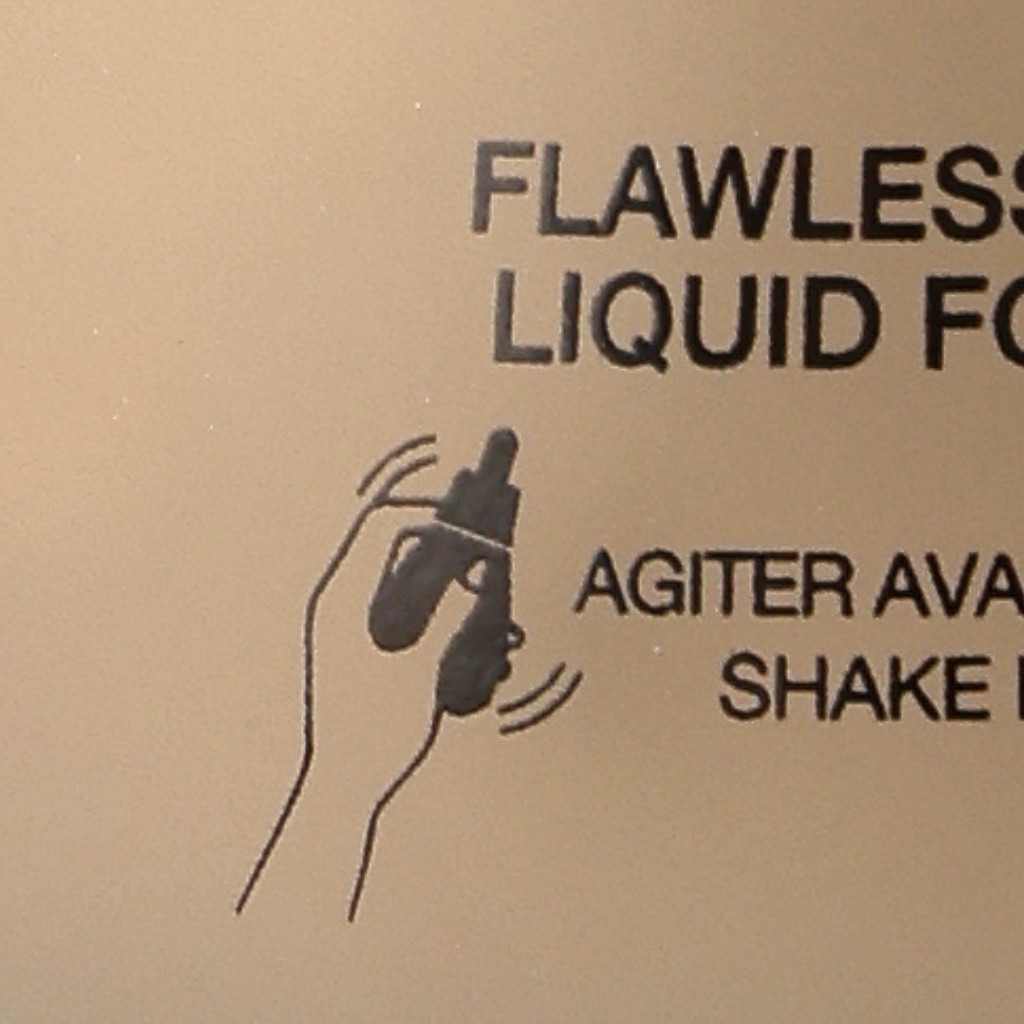 FLAWLESS
LIQUID FO
AGITER AVA
SHAKE